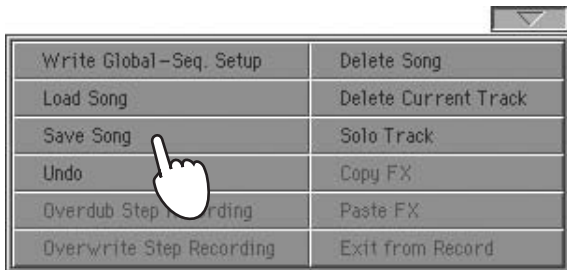 Write Global-Seq. Setup
Delete Song
Load Song
Delete Current Track
Save Song
Solo Track
Undo
Copy FX
Overdub Step rding
Paste FX
Overwrite Step Recording
Exit from Record